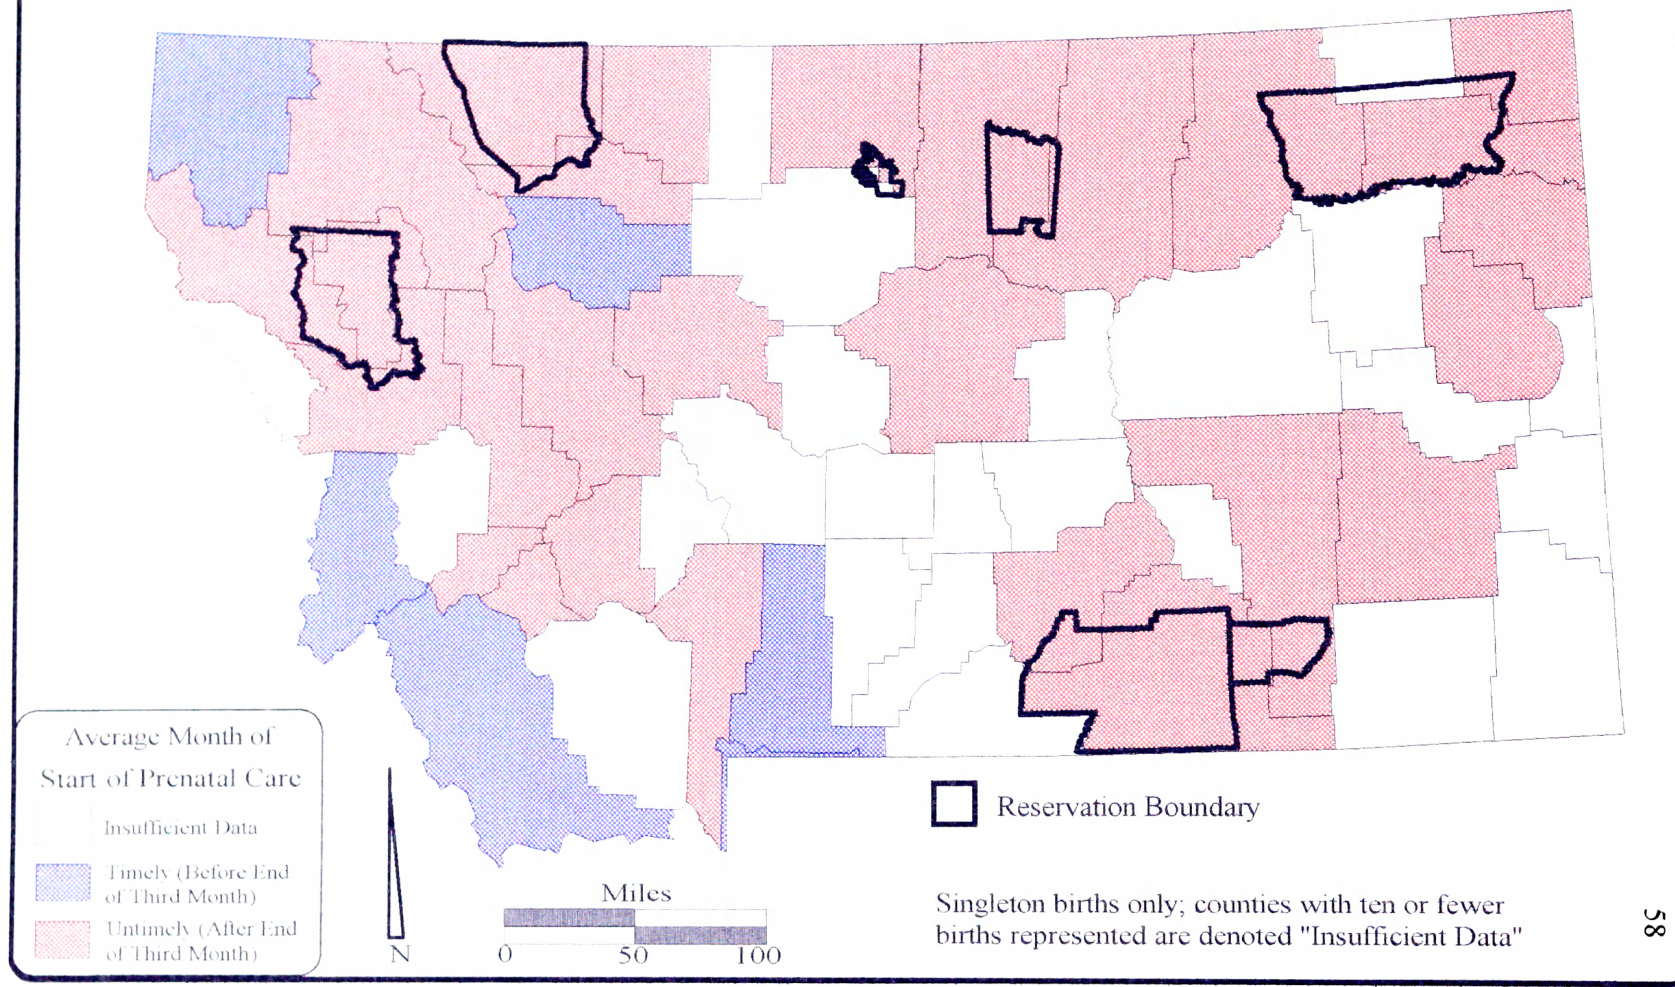 Average Month of
Start of Prenatal Care
Insufficient Data
Timely (Before End
of Third Month)
Untimely (After End
of Third Month)
N
Miles
0 50 100
Reservation Boundary
Singleton births only; counties with ten or fewer
births represented are denoted "Insufficient Data"
58